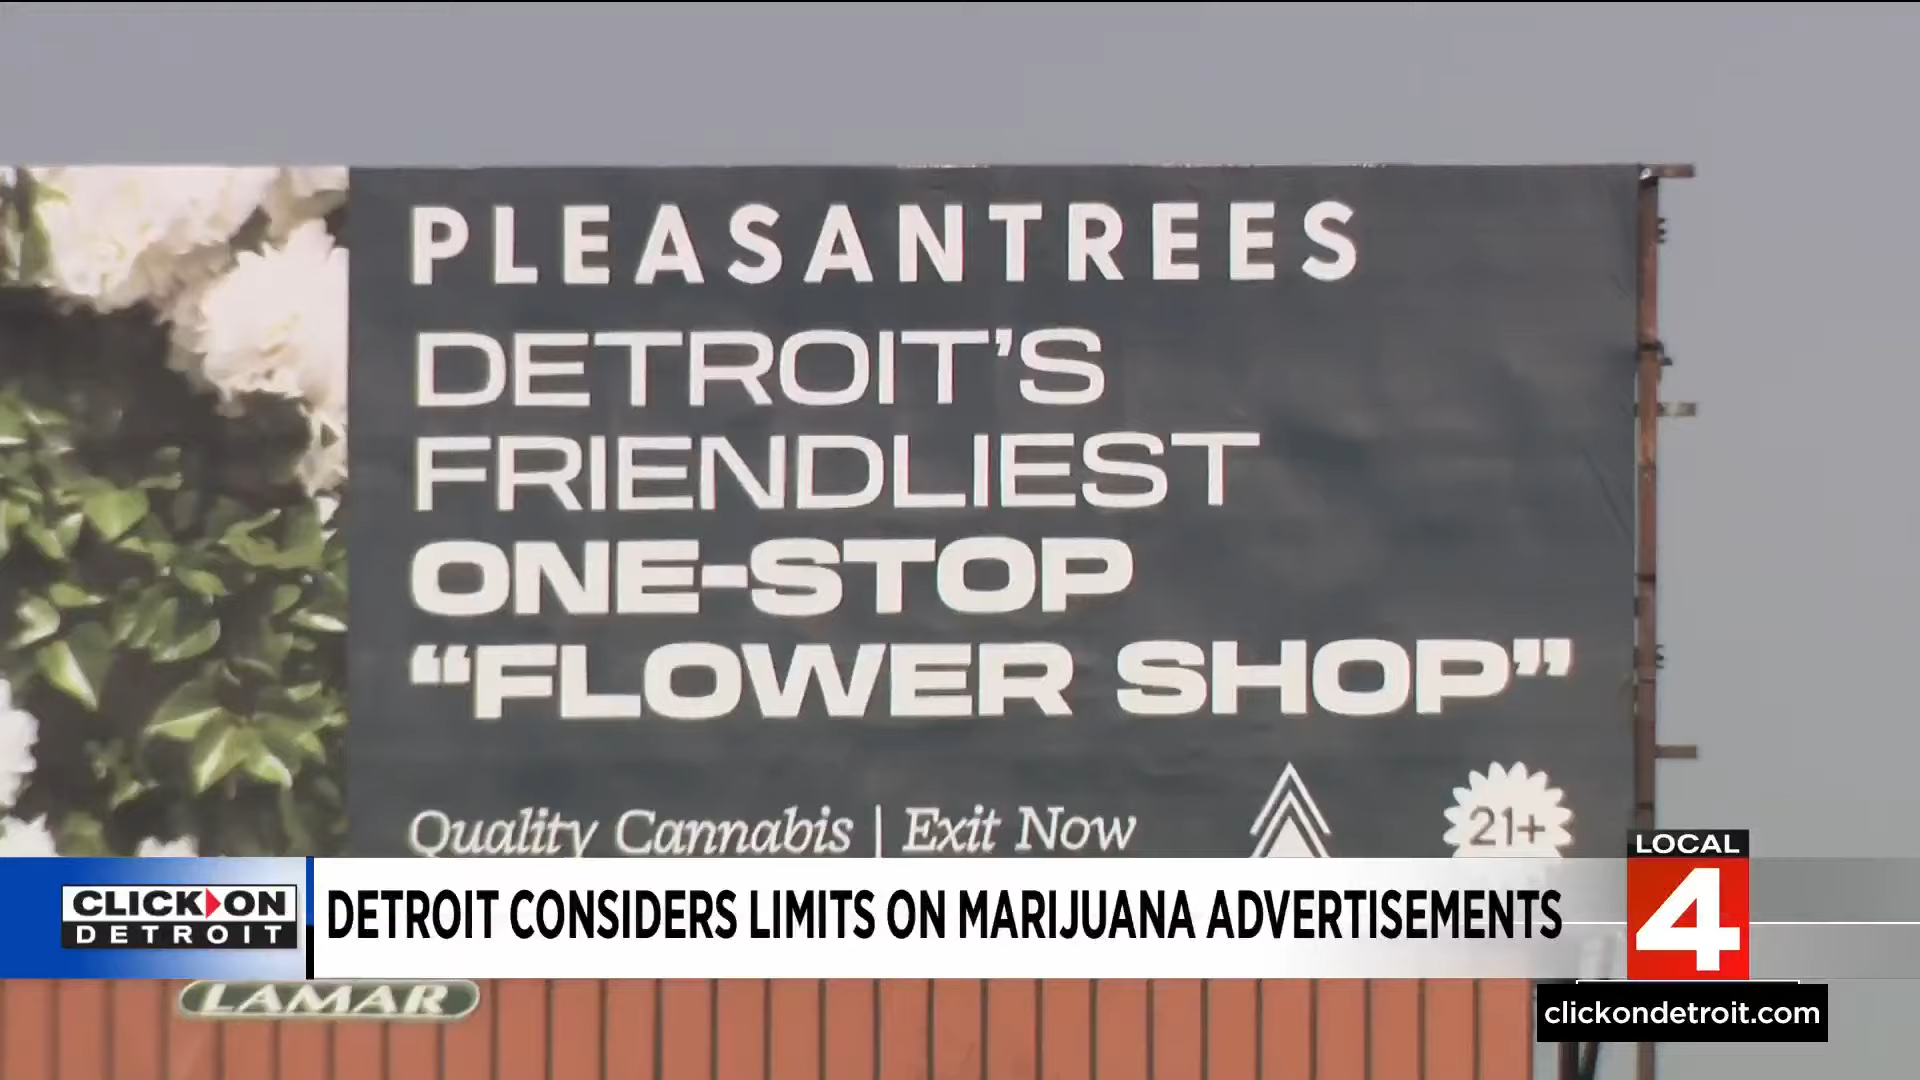 PLEASANTREES
DETROIT'S
FRIENDLIEST
ONE-STOP
“FLOWER SHOP”
Quality Cannabis | Exit Now
21+
LOCAL
4
CLICK ON
DETROIT
DETROIT CONSIDERS LIMITS ON MARIJUANA ADVERTISEMENTS
LAMAR
clickondetroit.com